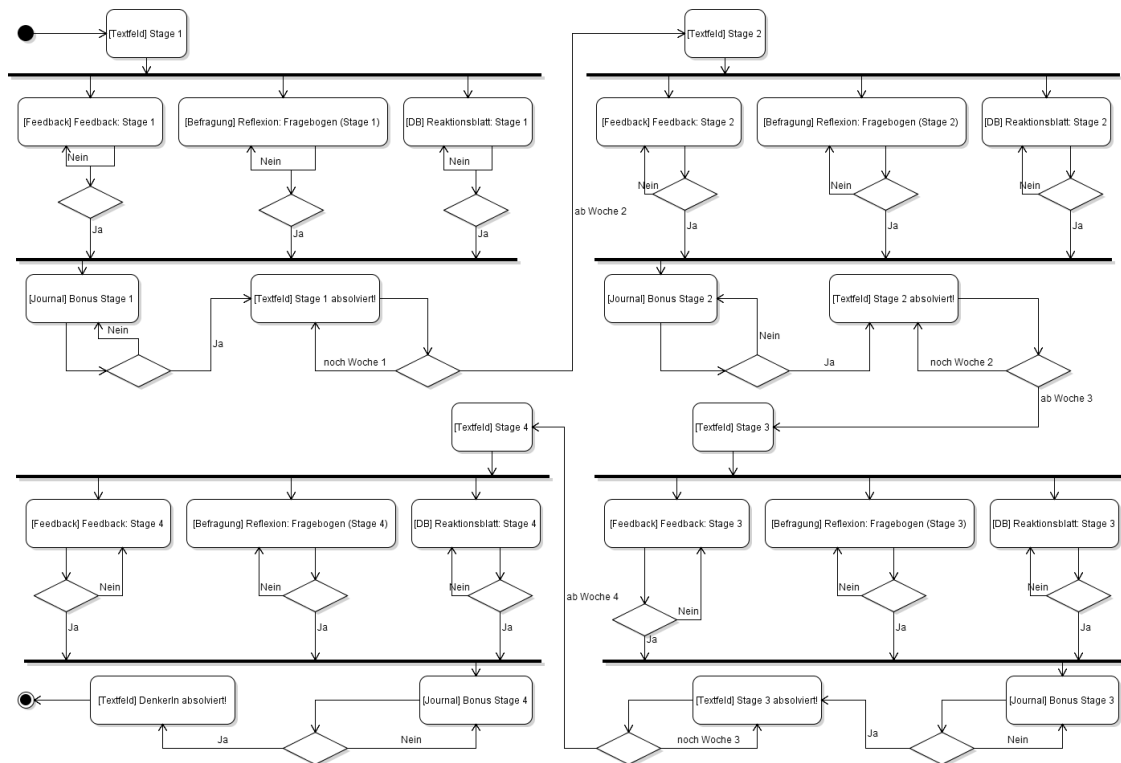 [Textfeld] Stage 1
[Feedback] Feedback: Stage 1
[Befragung] Reflexion: Fragebogen (Stage 1)
[DB] Reaktionsblatt: Stage 1
Nein
Nein
Nein
Ja
Ja
Ja
[Journal] Bonus Stage 1
Nein
Ja
[Textfeld] Stage 1 absolviert!
noch Woche 1
ab Woche 2
[Textfeld] Stage 2
[Feedback] Feedback: Stage 2
[Befragung] Reflexion: Fragebogen (Stage 2)
[DB] Reaktionsblatt: Stage 2
Nein
Nein
Nein
Ja
Ja
Ja
[Journal] Bonus Stage 2
Nein
Ja
[Textfeld] Stage 2 absolviert!
noch Woche 2
ab Woche 3
[Textfeld] Stage 3
[Feedback] Feedback: Stage 3
[Befragung] Reflexion: Fragebogen (Stage 3)
[DB] Reaktionsblatt: Stage 3
Nein
Nein
Nein
Ja
Ja
Ja
[Journal] Bonus Stage 3
Nein
Ja
[Textfeld] Stage 3 absolviert!
noch Woche 3
ab Woche 4
[Textfeld] Stage 4
[Feedback] Feedback: Stage 4
[Befragung] Reflexion: Fragebogen (Stage 4)
[DB] Reaktionsblatt: Stage 4
Nein
Nein
Nein
Ja
Ja
Ja
[Journal] Bonus Stage 4
Nein
Ja
[Textfeld] DenkerIn absolviert!